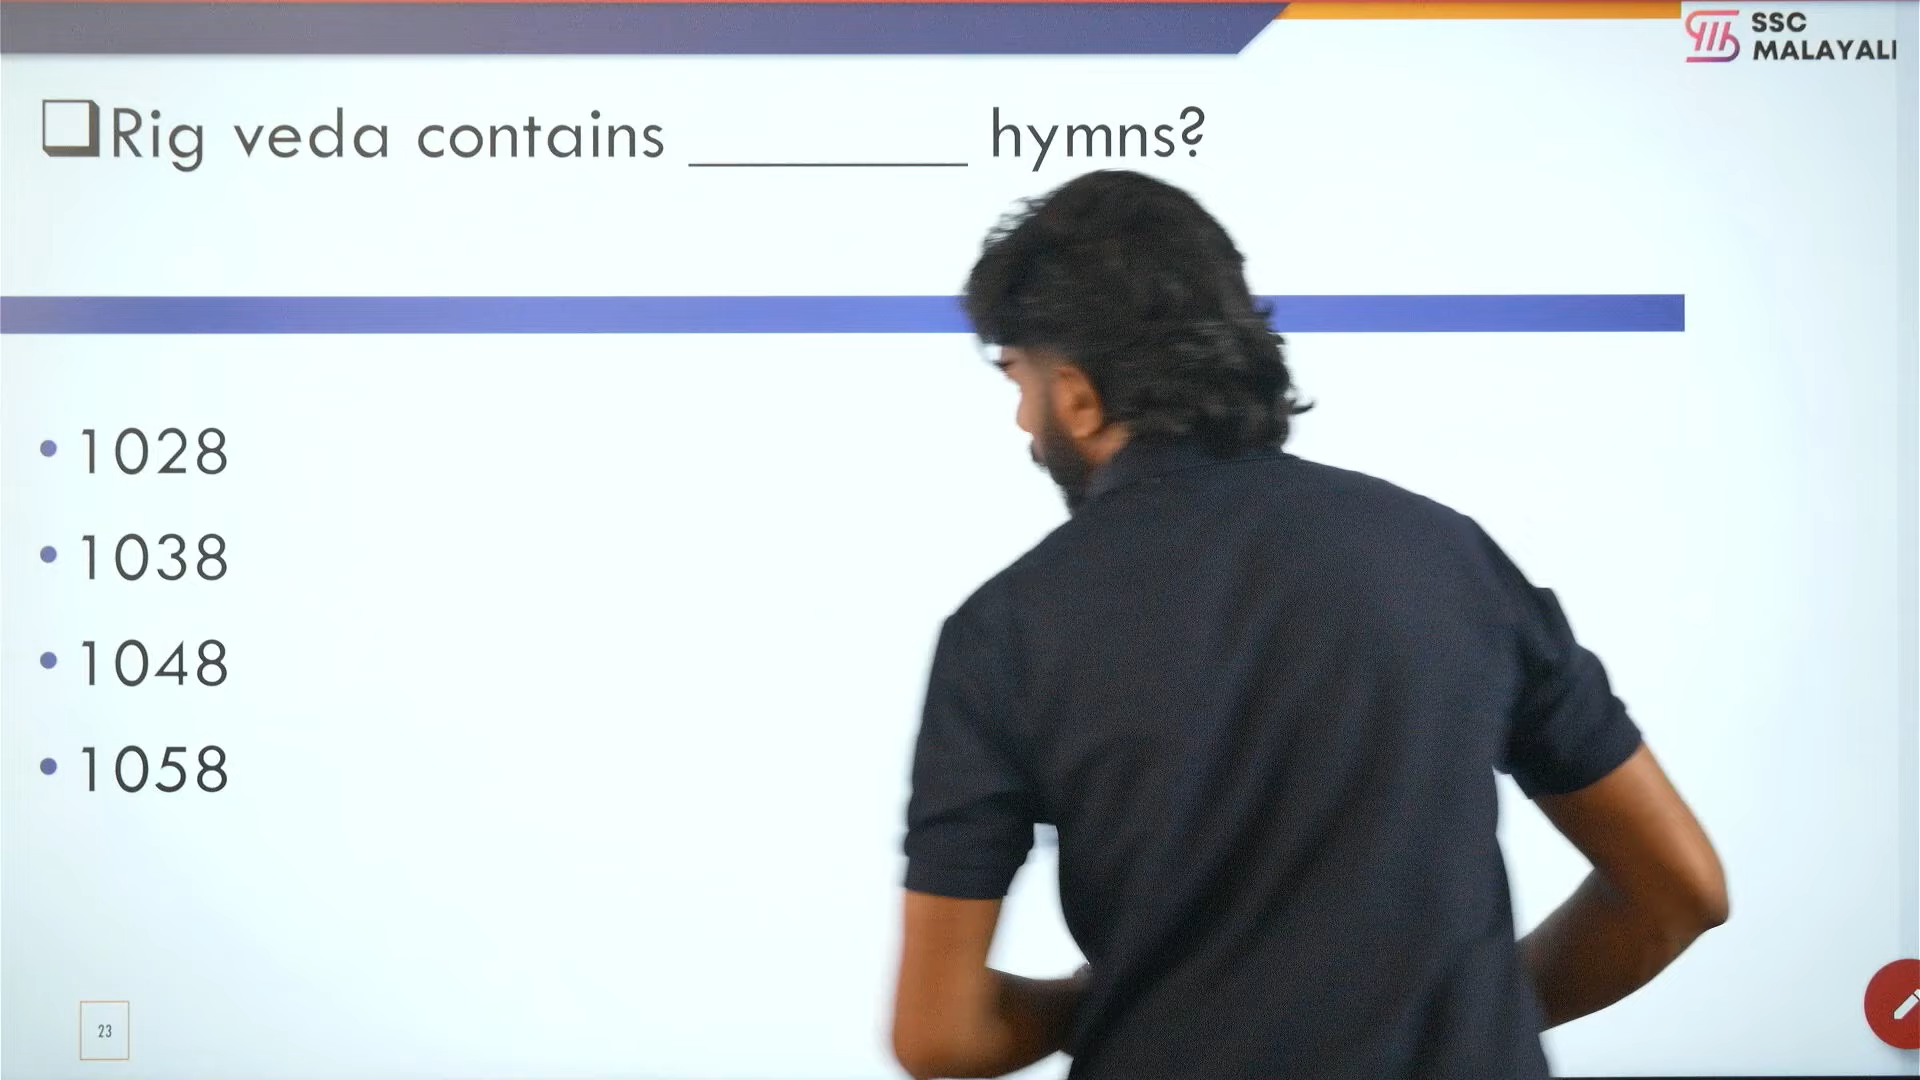 SSC
MALAYALI
Rig veda contains ________ hymns?
1028
1038
1048
1058
23